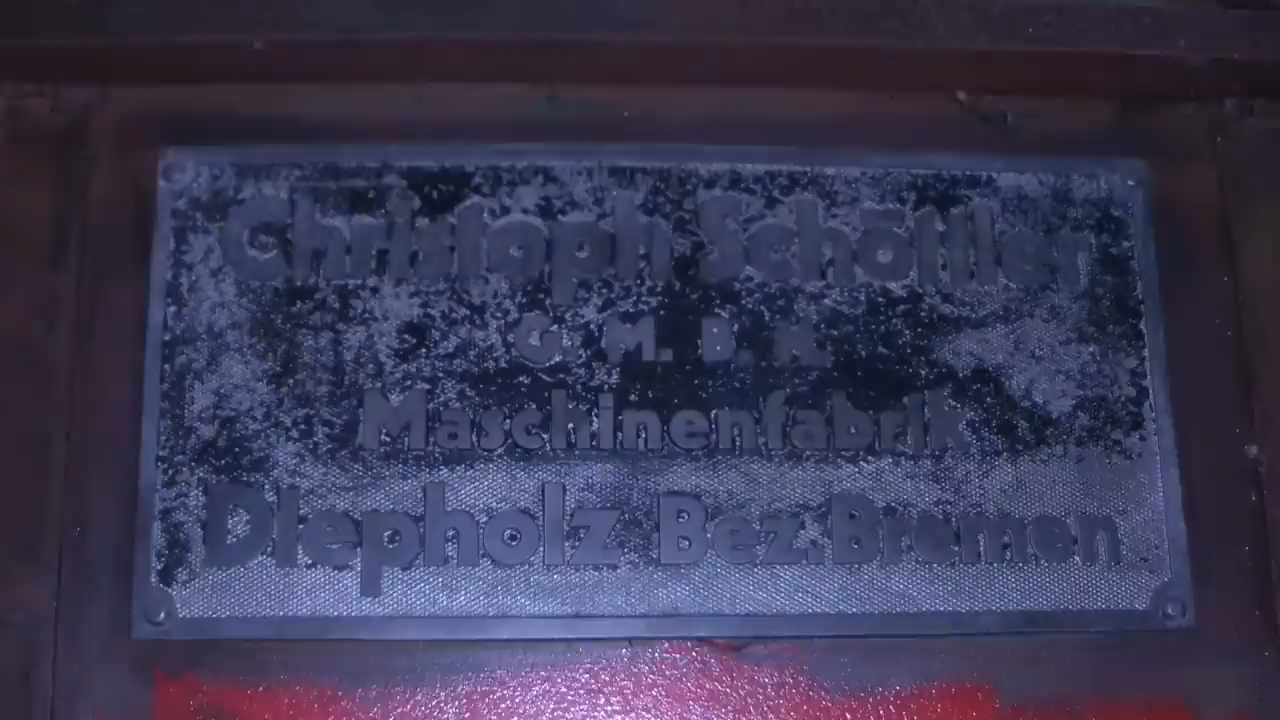 Christoph Schöttler
G. M. B. H.
Maschinenfabrik
Diepholz Bez. Bremen